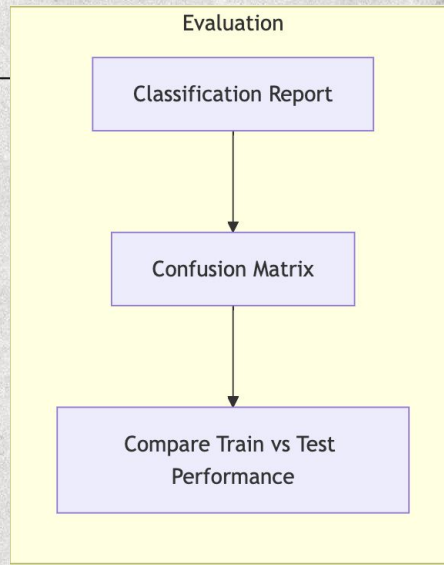 Evaluation
Classification Report
Confusion Matrix
Compare Train vs Test
Performance